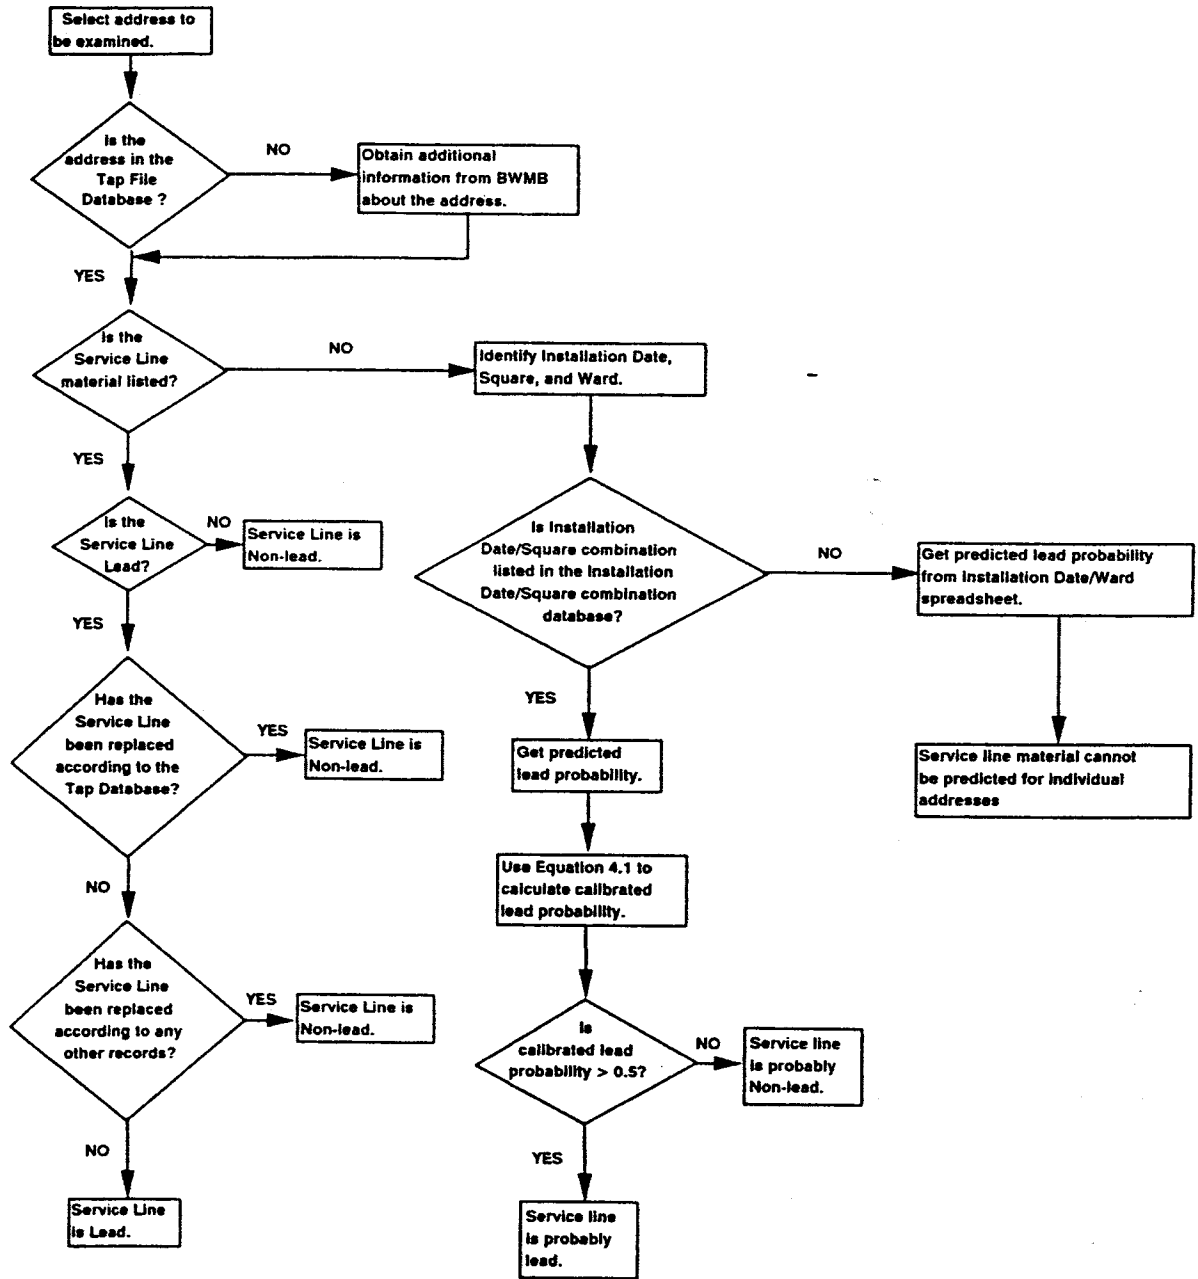 Select address to
be examined.
Is the
address in the
Tap File
Database ?
NO
Obtain additional
information from BWMB
about the address.
YES
Is the
Service Line
material listed?
NO
Identify Installation Date,
Square, and Ward.
YES
Is the
Service Line
Lead?
NO
Service Line is
Non-lead.
Is Installation
Date/Square combination
listed in the Installation
Date/Square combination
database?
NO
Get predicted lead probability
from Installation Date/Ward
spreadsheet.
YES
Has the
Service Line
been replaced
according to the
Tap Database?
YES
Service Line is
Non-lead.
YES
Get predicted
lead probability.
Service line material cannot
be predicted for individual
addresses
NO
Use Equation 4.1 to
calculate calibrated
lead probability.
Has the
Service Line
been replaced
according to any
other records?
YES
Service Line is
Non-lead.
Is
calibrated lead
probability > 0.5?
NO
Service line
is probably
Non-lead.
NO
Service Line
is Lead.
YES
Service line
is probably
lead.